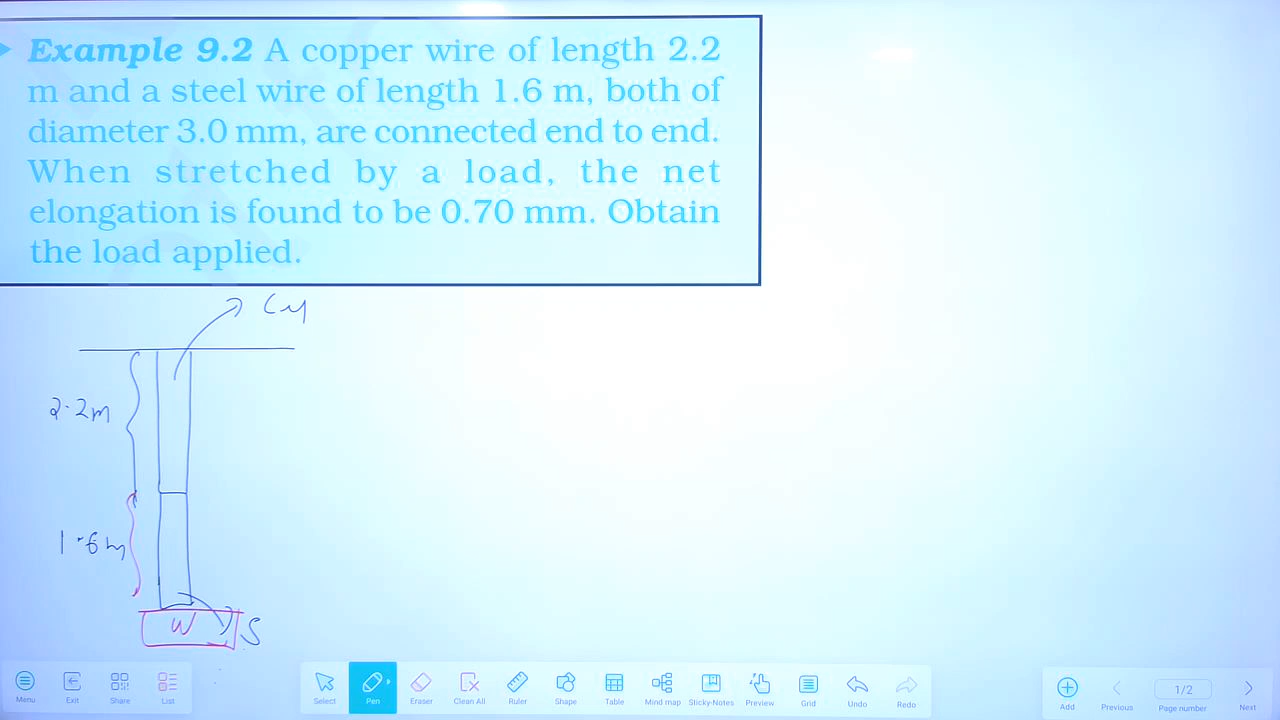 Example 9.2 A copper wire of length 2.2
m and a steel wire of length 1.6 m, both of
diameter 3.0 mm, are connected end to end.
When stretched by a load, the net
elongation is found to be 0.70 mm. Obtain
the load applied.
Cu
2.2m
1.6m
W
S
Menu
Exit
Share
List
Select
Pen
Eraser
Clean All
Ruler
Shape
Table
Mind map
Sticky-Notes
Preview
Grid
Undo
Redo
Add
Previous
1/2
Page number
Next